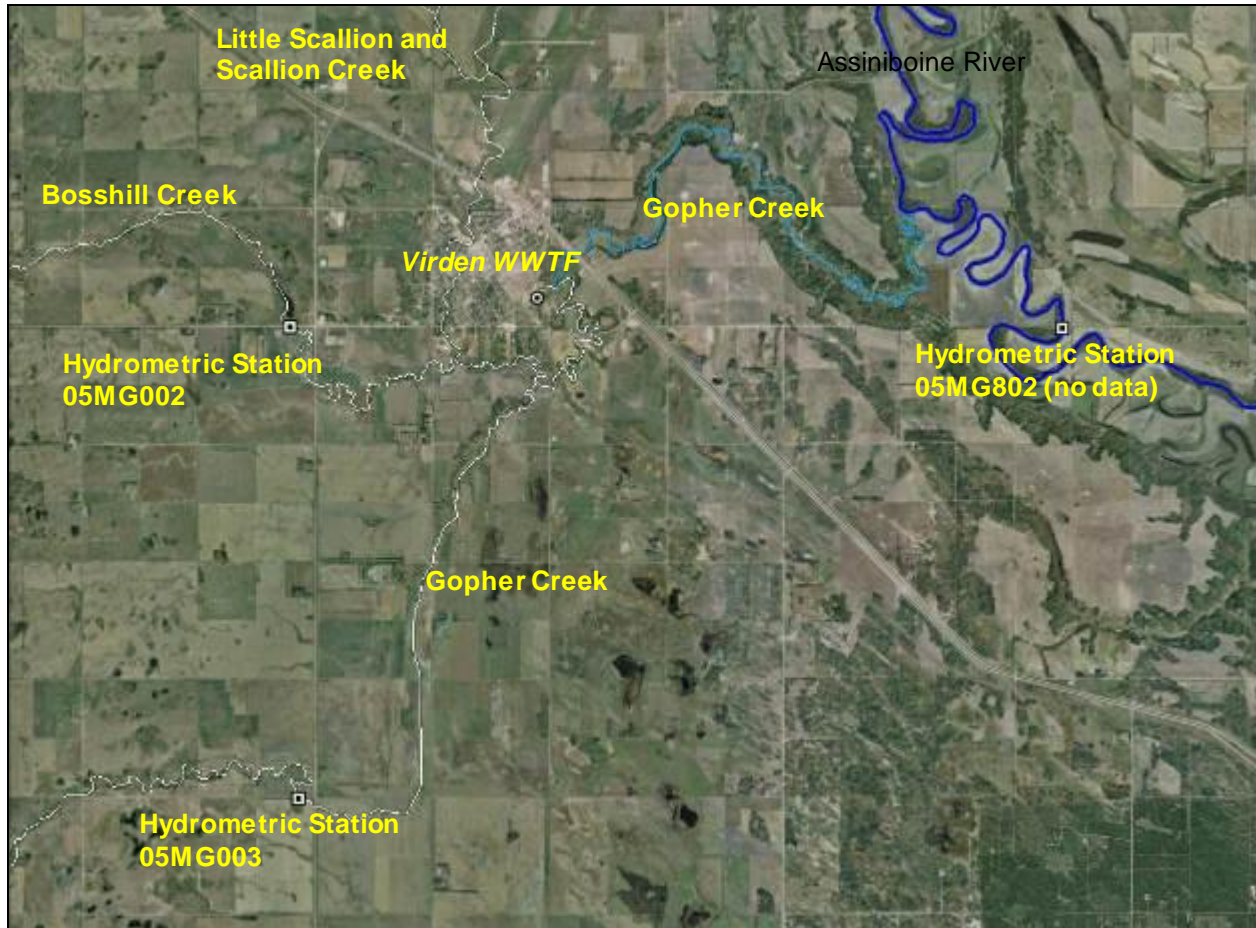 Little Scallion and
Scallion Creek
Assiniboine River
Bosshill Creek
Gopher Creek
Virden WWTF
Hydrometric Station
05MG002
Hydrometric Station
05MG802 (no data)
Gopher Creek
Hydrometric Station
05MG003